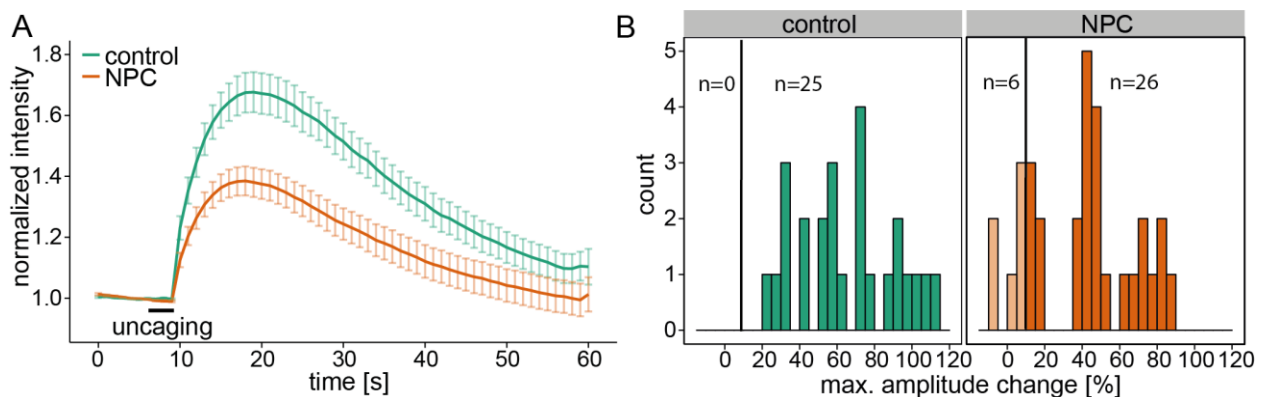 A
control
NPC
normalized intensity
1.8
1.6
1.4
1.2
1.0
uncaging
0 10 20 30 40 50 60
time [s]
B
control NPC
count
5
4
3
2
1
0
n=0 n=25 n=6 n=26
0 20 40 60 80 100 120 0 20 40 60 80 100 120
max. amplitude change [%]